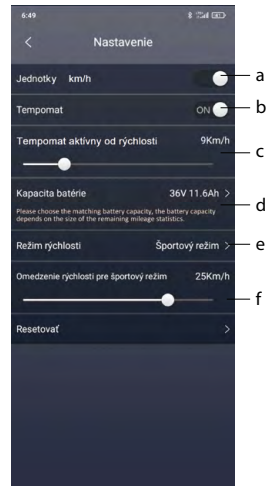 6:49
Nastavenie
Jednotky km/h
a
Tempomat ON
b
Tempomat aktívny od rýchlosti 9Km/h
c
Kapacita batérie 36V 11.6Ah >
Please choose the matching battery capacity, the battery capacity
depends on the size of the remaining mileage statistics.
d
Režim rýchlosti Športový režim >
e
Omedzenie rýchlosti pre športový režim 25Km/h
f
Resetovať >